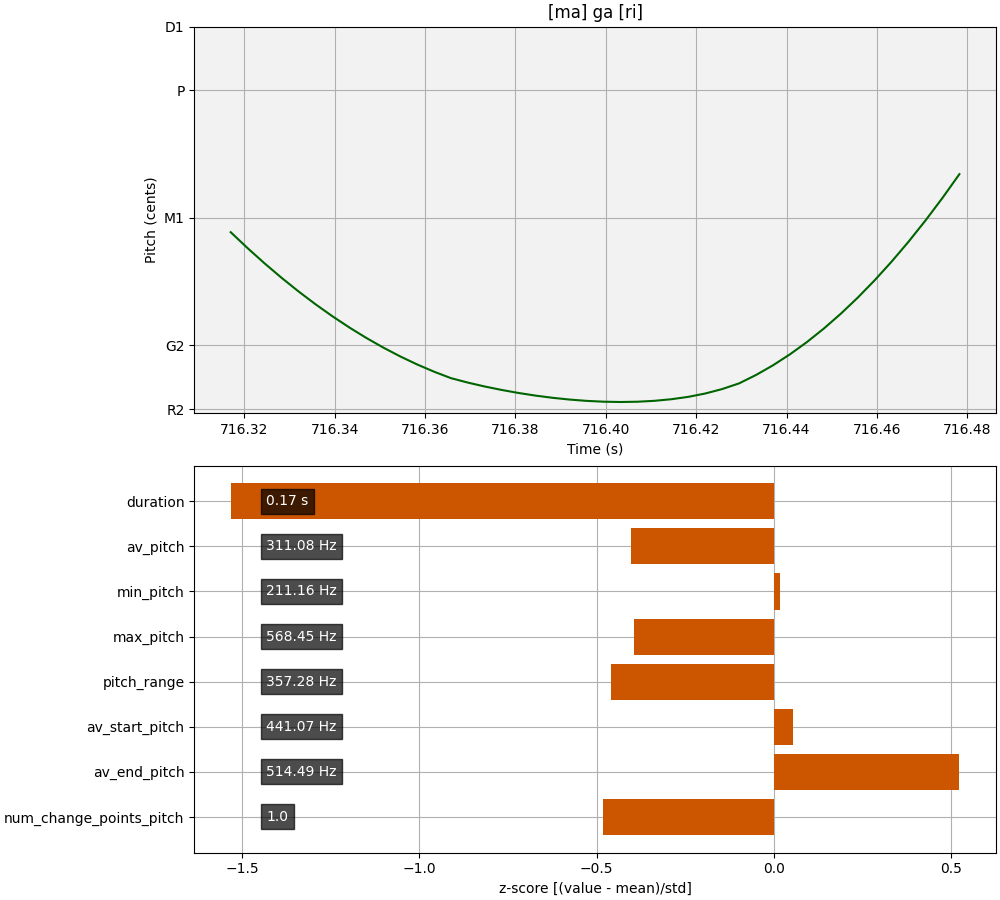 [ma] ga [ri]
D1
P
M1
G2
R2
Pitch (cents)
716.32 716.34 716.36 716.38 716.40 716.42 716.44 716.46 716.48
Time (s)
duration 0.17 s
av_pitch 311.08 Hz
min_pitch 211.16 Hz
max_pitch 568.45 Hz
pitch_range 357.28 Hz
av_start_pitch 441.07 Hz
av_end_pitch 514.49 Hz
num_change_points_pitch 1.0
−1.5 −1.0 −0.5 0.0 0.5
z-score [(value - mean)/std]